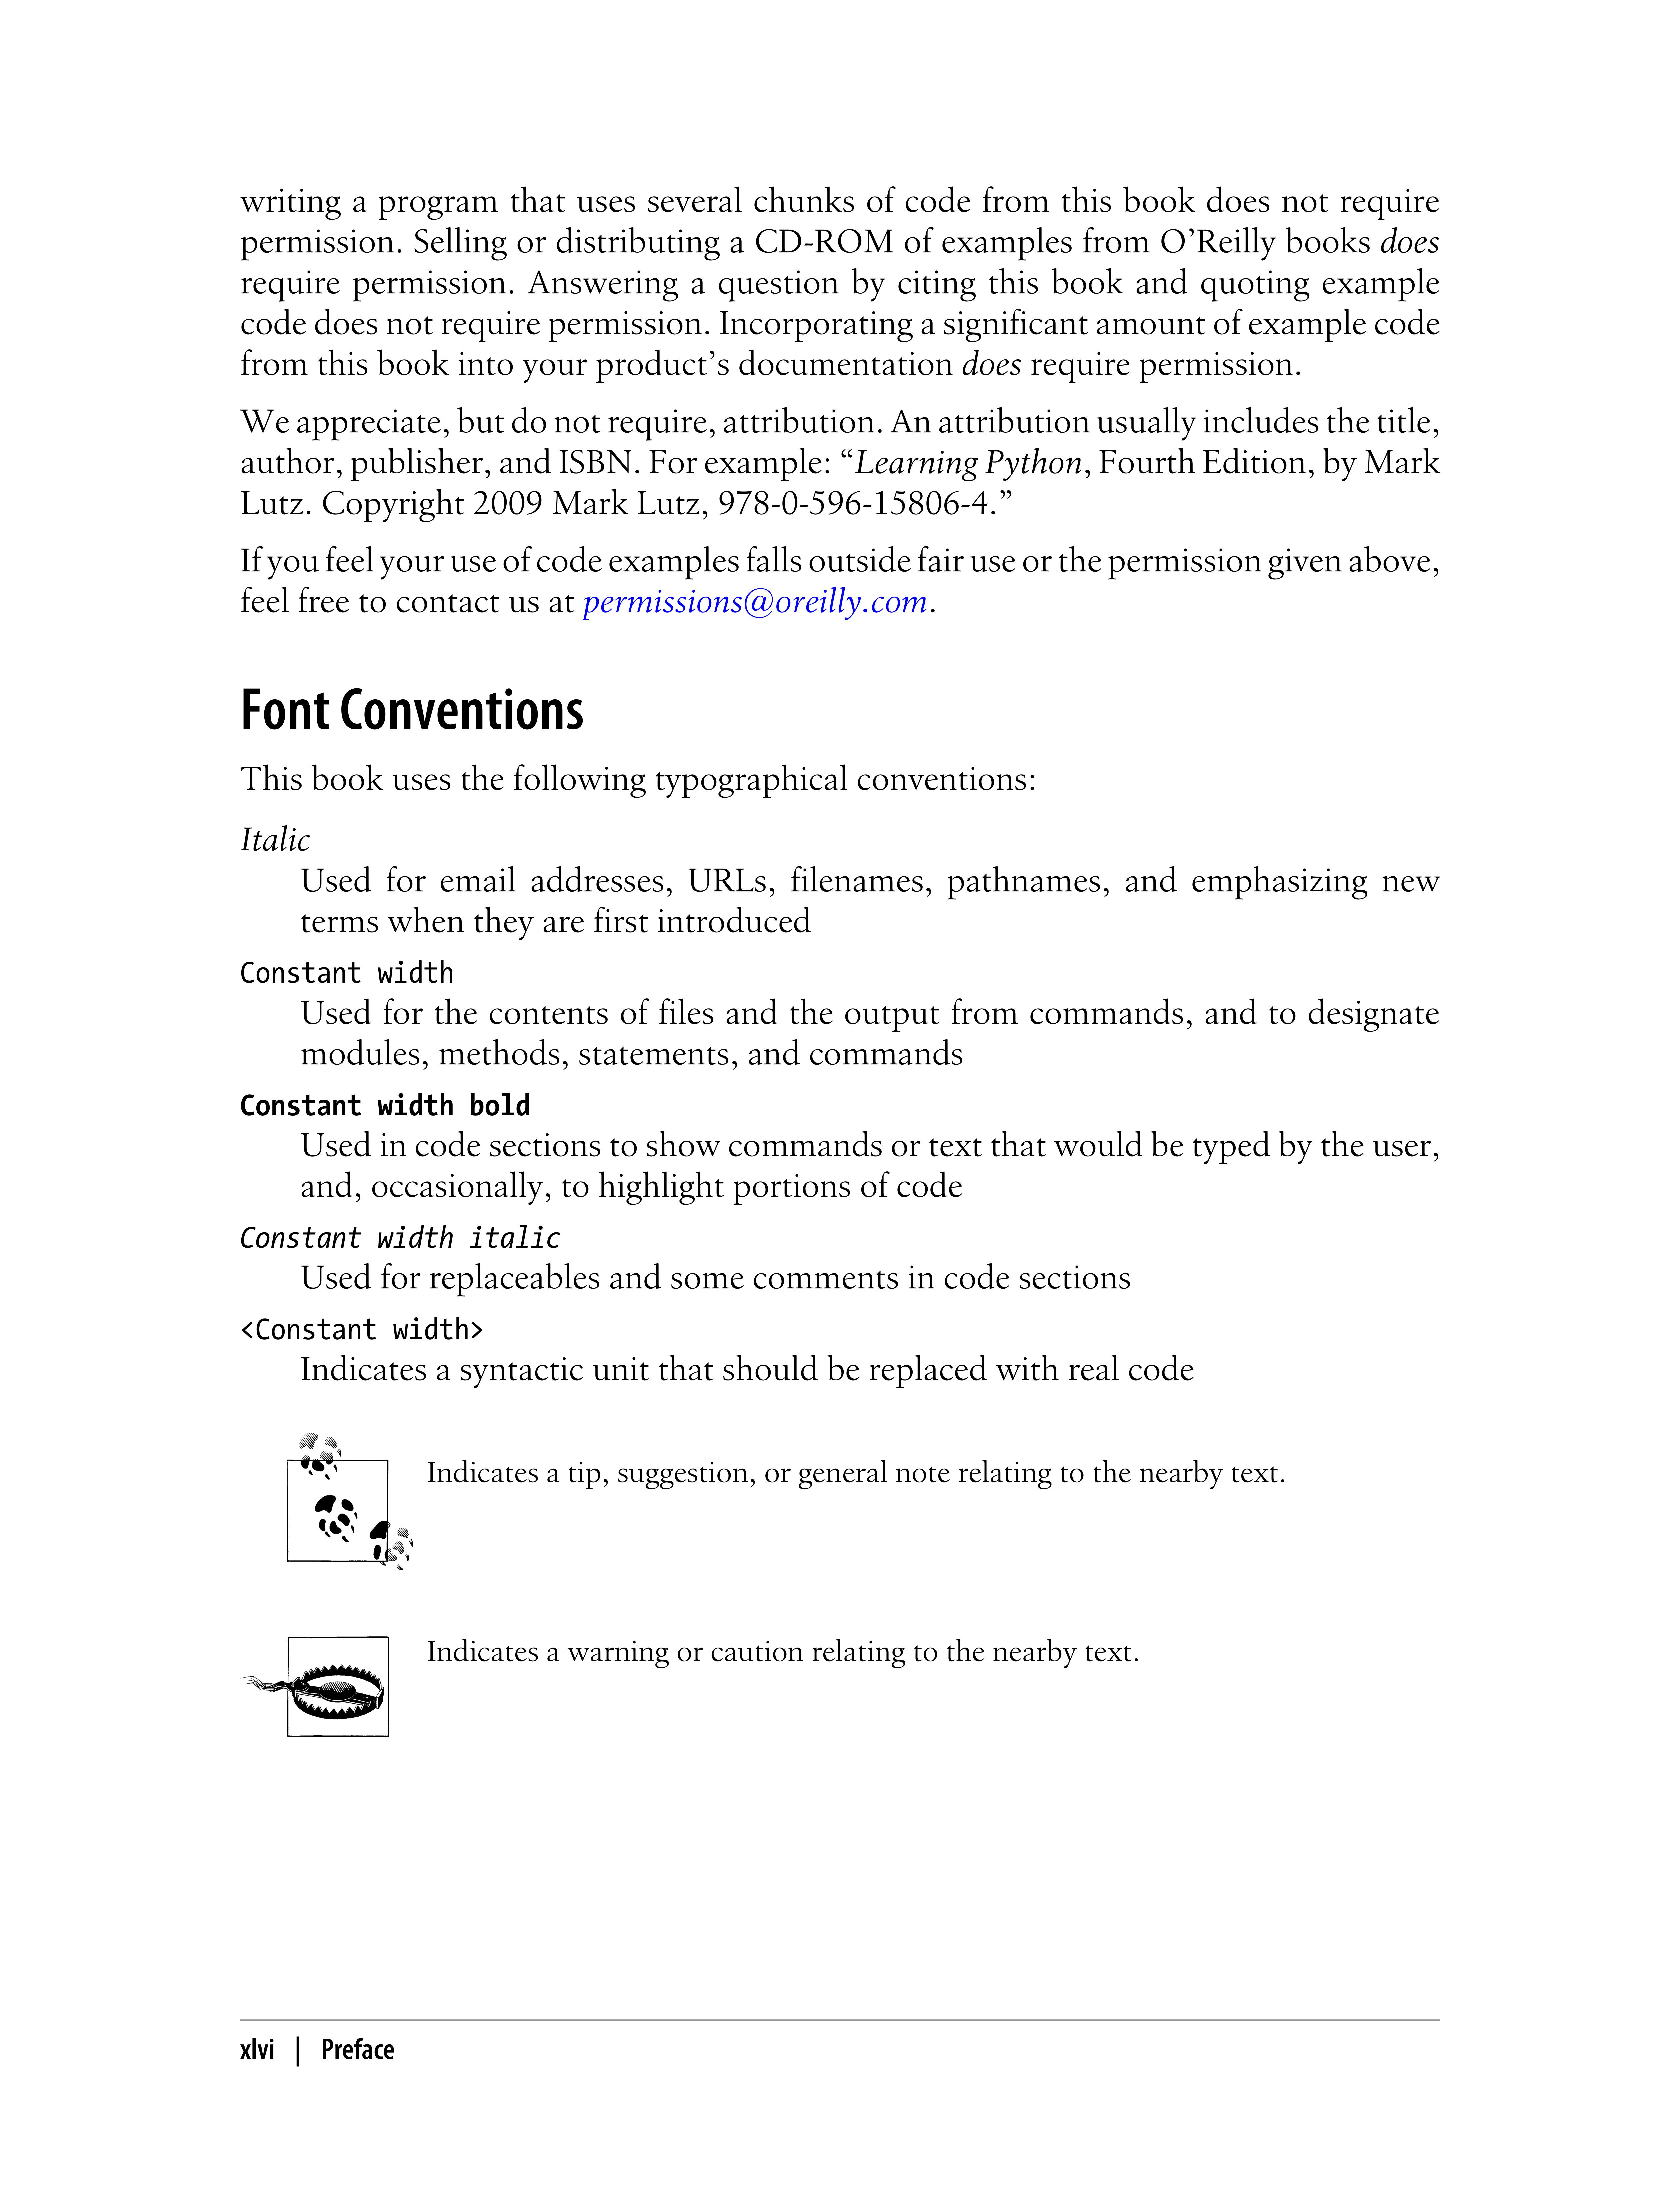 writing a program that uses several chunks of code from this book does not require
permission. Selling or distributing a CD-ROM of examples from O’Reilly books does
require permission. Answering a question by citing this book and quoting example
code does not require permission. Incorporating a significant amount of example code
from this book into your product’s documentation does require permission.
We appreciate, but do not require, attribution. An attribution usually includes the title,
author, publisher, and ISBN. For example: “Learning Python, Fourth Edition, by Mark
Lutz. Copyright 2009 Mark Lutz, 978-0-596-15806-4.”
If you feel your use of code examples falls outside fair use or the permission given above,
feel free to contact us at permissions@oreilly.com.
Font Conventions
This book uses the following typographical conventions:
Italic
Used for email addresses, URLs, filenames, pathnames, and emphasizing new
terms when they are first introduced
Constant width
Used for the contents of files and the output from commands, and to designate
modules, methods, statements, and commands
Constant width bold
Used in code sections to show commands or text that would be typed by the user,
and, occasionally, to highlight portions of code
Constant width italic
Used for replaceables and some comments in code sections
<Constant width>
Indicates a syntactic unit that should be replaced with real code
Indicates a tip, suggestion, or general note relating to the nearby text.
Indicates a warning or caution relating to the nearby text.
xlvi | Preface